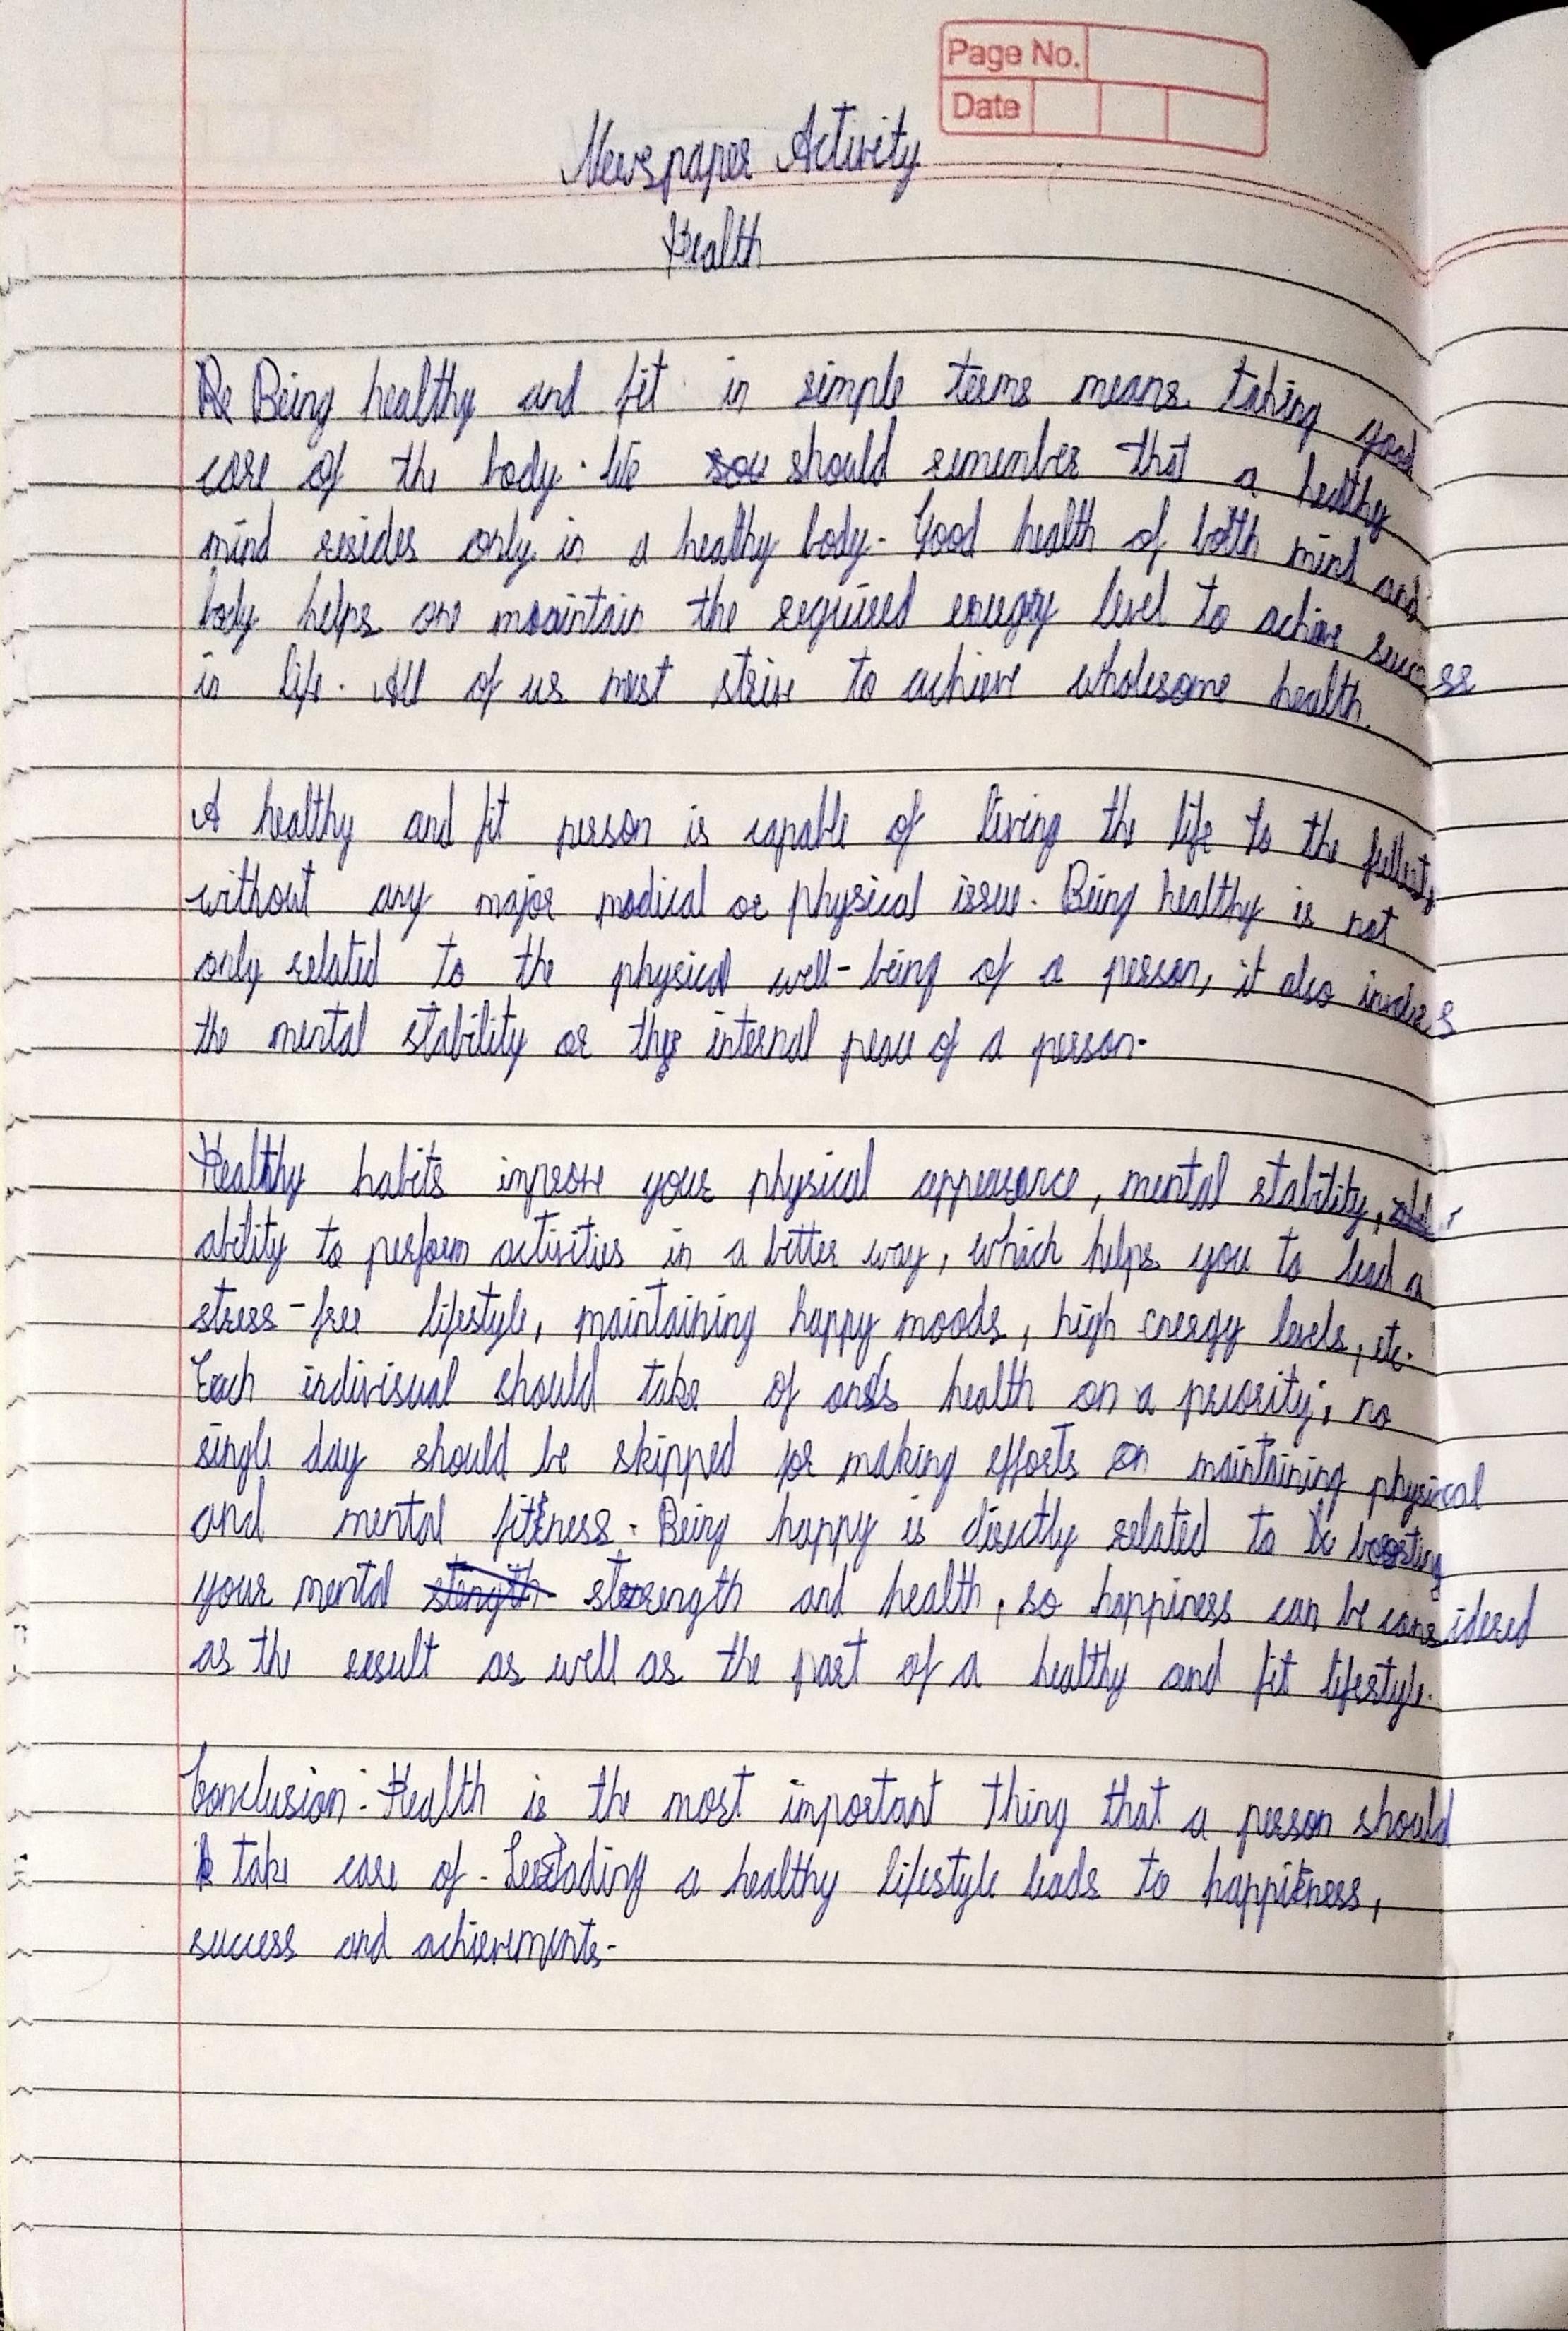 Page No.
Date
Newspaper Activity
Health
Being healthy and fit in simple terms means taking good
care of the body. We should remember that a healthy
mind resides only in a healthy body. Good health of both mind and
body helps one maintain the required energy level to achieve success
in life. All of us must strive to achieve wholesome health.
A healthy and fit person is capable of living the life to the fullest,
without any major medical or physical issue. Being healthy is not
only related to the physical well-being of a person, it also involves
the mental stability or the internal peace of a person.
Healthy habits improve your physical appearance, mental stability,
ability to perform activities in a better way, which helps you to lead a
stress-free lifestyle, maintaining happy moods, high energy levels, etc.
Each indivisual should take of one's health on a priority; no
single day should be skipped for making efforts on maintaining physical
and mental fitness. Being happy is directly related to boosting
your mental stength strength and health, so happiness can be considered
as the result as well as the part of a healthy and fit lifestyle.
Conclusion:- Health is the most important thing that a person should
take care of. Leading a healthy lifestyle leads to happiness,
success and achievements.